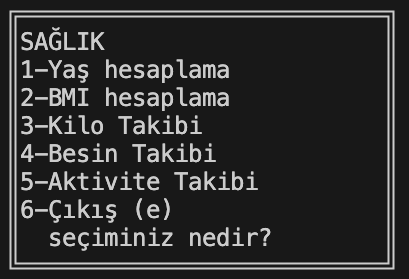 SAĞLIK
1-Yaş hesaplama
2-BMI hesaplama
3-Kilo Takibi
4-Besin Takibi
5-Aktivite Takibi
6-Çıkış (e)
seçiminiz nedir?